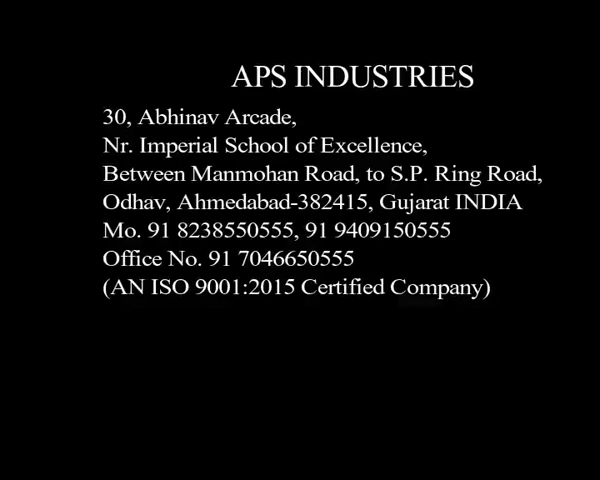 APS INDUSTRIES
30, Abhinav Arcade,
Nr. Imperial School of Excellence,
Between Manmohan Road, to S.P. Ring Road,
Odhav, Ahmedabad-382415, Gujarat INDIA
Mo. 91 8238550555, 91 9409150555
Office No. 91 7046650555
(AN ISO 9001:2015 Certified Company)